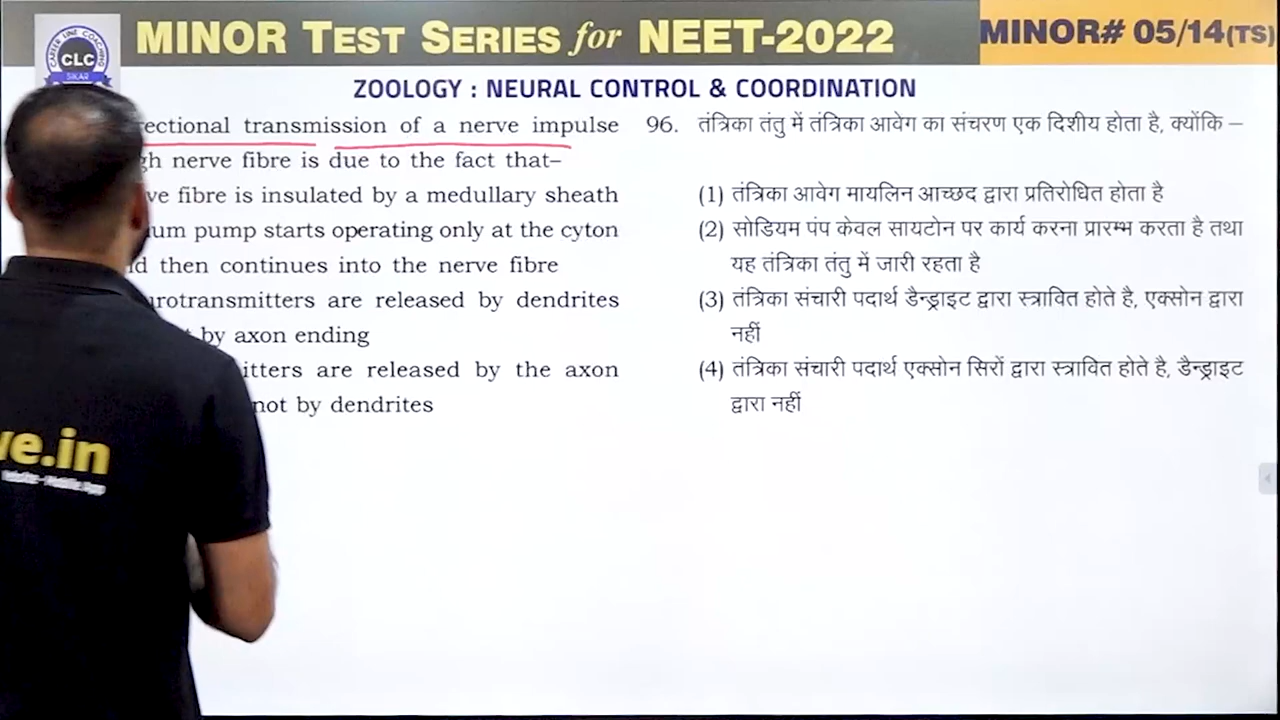 MINOR TEST SERIES for NEET-2022
MINOR# 05/14(TS)
CAREER LINE COACHING
CLC
SIKAR
ZOOLOGY : NEURAL CONTROL & COORDINATION
rectional transmission of a nerve impulse
gh nerve fibre is due to the fact that–
ve fibre is insulated by a medullary sheath
ium pump starts operating only at the cyton
d then continues into the nerve fibre
urotransmitters are released by dendrites
by axon ending
itters are released by the axon
not by dendrites
96. तंत्रिका तंतु में तंत्रिका आवेग का संचरण एक दिशीय होता है, क्योंकि –
(1) तंत्रिका आवेग मायलिन आच्छद द्वारा प्रतिरोधित होता है
(2) सोडियम पंप केवल सायटोन पर कार्य करना प्रारम्भ करता है तथा
यह तंत्रिका तंतु में जारी रहता है
(3) तंत्रिका संचारी पदार्थ डैन्ड्राइट द्वारा स्त्रावित होते है, एक्सोन द्वारा
नहीं
(4) तंत्रिका संचारी पदार्थ एक्सोन सिरों द्वारा स्त्रावित होते है, डैन्ड्राइट
द्वारा नहीं
ve.in